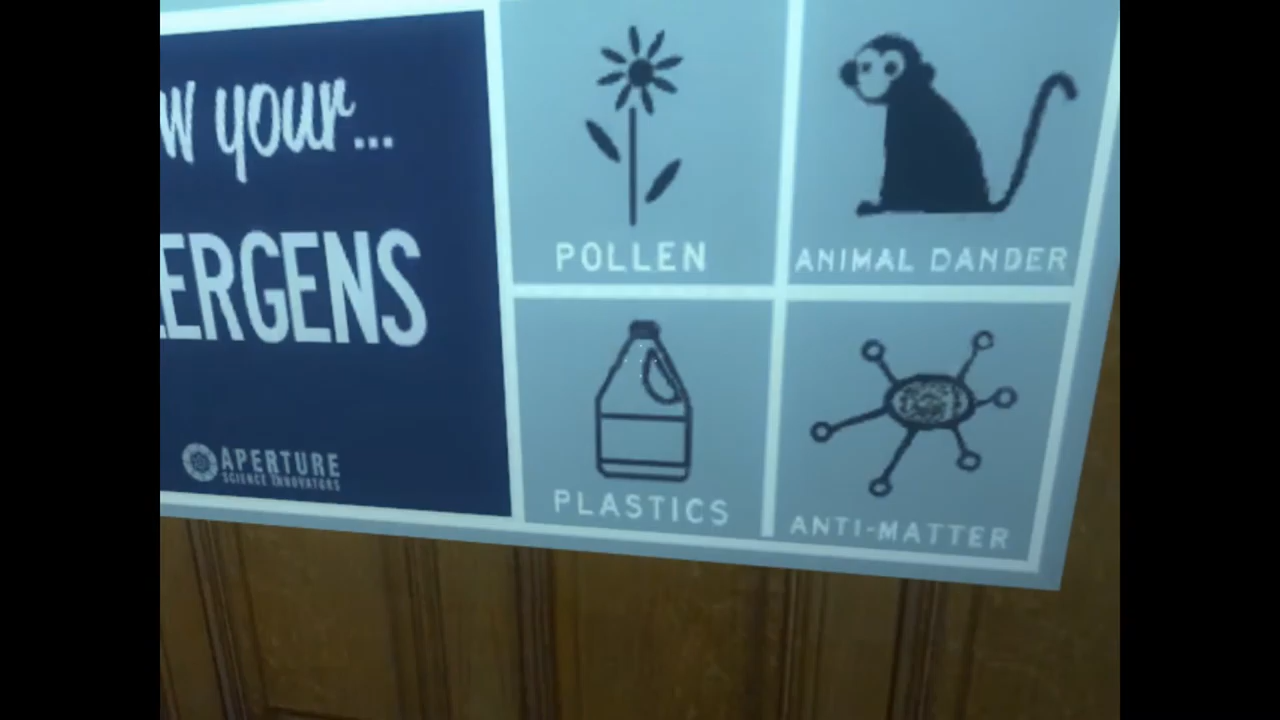 w your...
ERGENS
APERTURE
SCIENCE INNOVATORS
POLLEN
ANIMAL DANDER
PLASTICS
ANTI-MATTER